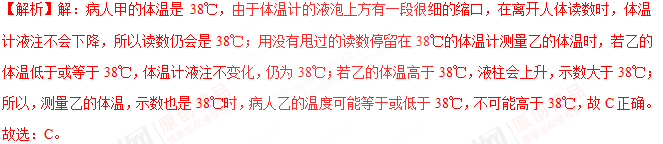 【解析】解：病人甲的体温是 38℃，由于体温计的液泡上方有一段很细的缩口，在离开人体读数时，体温
计液注不会下降，所以读数仍会是 38℃；用没有甩过的读数停留在 38℃的体温计测量乙的体温时，若乙的
体温低于或等于 38℃，体温计液注不变化，仍为 38℃；若乙的体温高于 38℃，液柱会上升，示数大于 38℃；
所以，测量乙的体温，示数也是 38℃时，病人乙的温度可能等于或低于 38℃，不可能高于 38℃，故 C 正确。
故选：C。